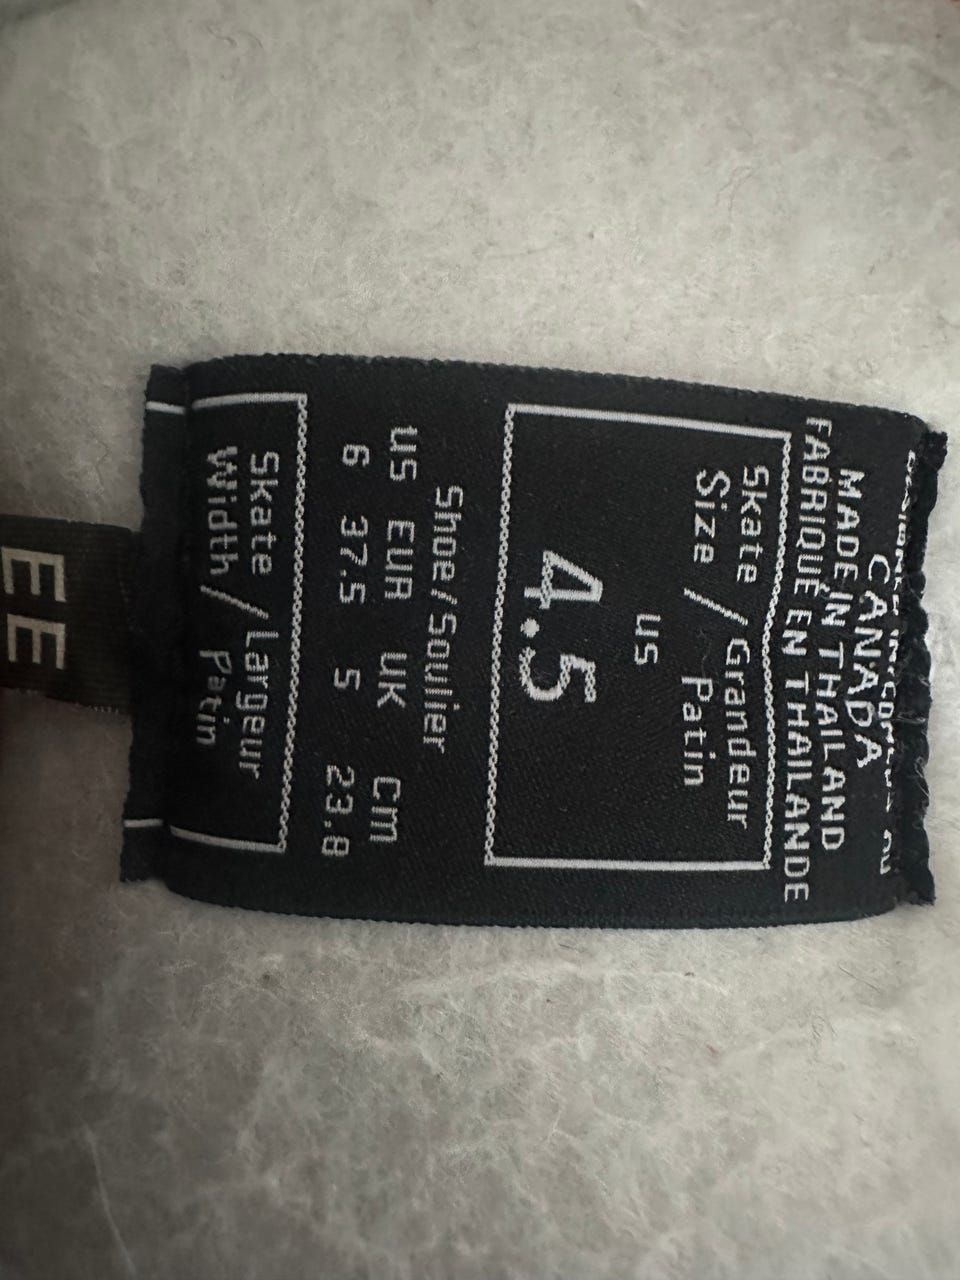 CANADA
MADE IN THAILAND
FABRIQUÉ EN THAILANDE
Skate / Grandeur
Size Patin
US
4.5
Shoe/Soulier
US EUR UK Cm
6 37.5 5 23.8
Skate / Largeur
Width Patin
EE